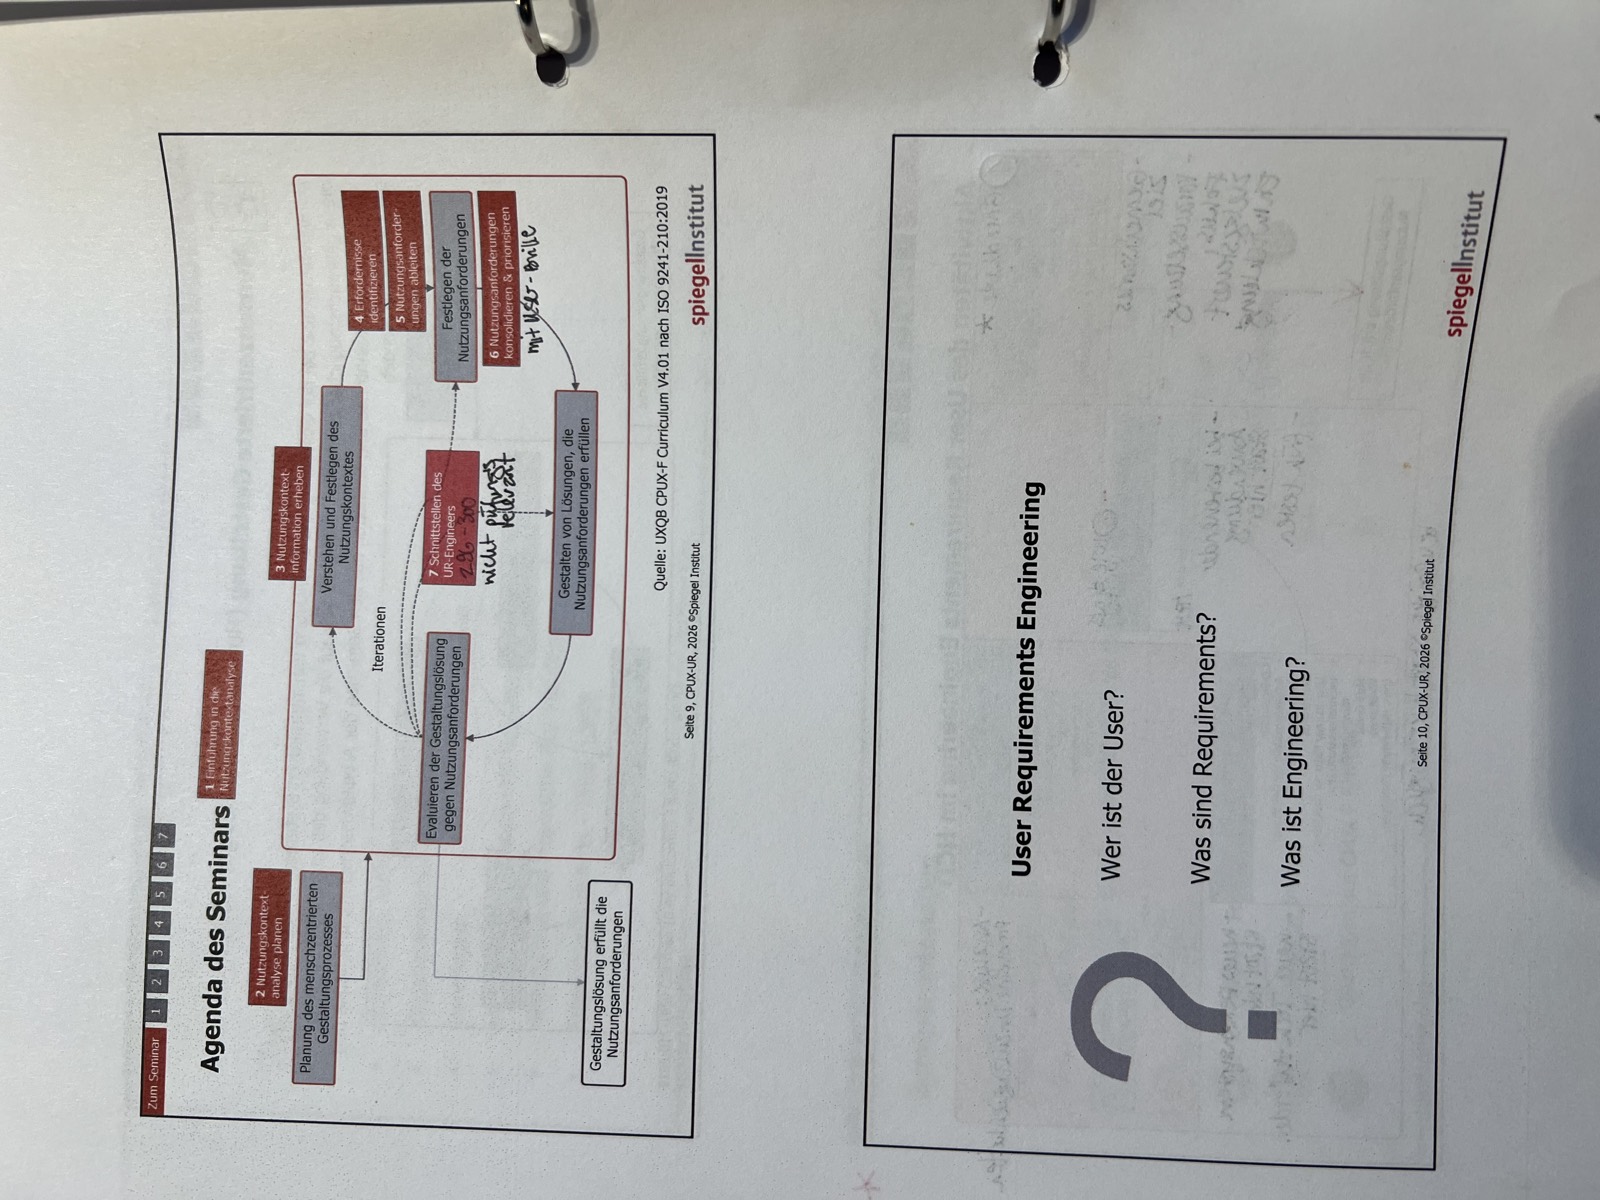 Zum Seminar 1 2 3 4 5 6 7
Agenda des Seminars
1 Einführung in die
Nutzungskontextanalyse
2 Nutzungskontext-
analyse planen
Planung des menschzentrierten
Gestaltungsprozesses
3 Nutzungskontext-
information erheben
Verstehen und Festlegen des
Nutzungskontextes
4 Erfordernisse
identifizieren
5 Nutzungsanforder-
ungen ableiten
Iterationen
Evaluieren der Gestaltungslösung
gegen Nutzungsanforderungen
7 Schnittstellen des
UR-Engineers
296-300
nicht prüfungs
relevant
Festlegen der
Nutzungsanforderungen
6 Nutzungsanforderungen
konsolidieren & priorisieren
mit User-Brille
Gestalten von Lösungen, die
Nutzungsanforderungen erfüllen
Gestaltungslösung erfüllt die
Nutzungsanforderungen
Quelle: UXQB CPUX-F Curriculum V4.01 nach ISO 9241-210:2019
Seite 9, CPUX-UR, 2026 ©Spiegel Institut
spiegelInstitut
User Requirements Engineering
?
Wer ist der User?
Was sind Requirements?
Was ist Engineering?
Seite 10, CPUX-UR, 2026 ©Spiegel Institut
spiegelInstitut